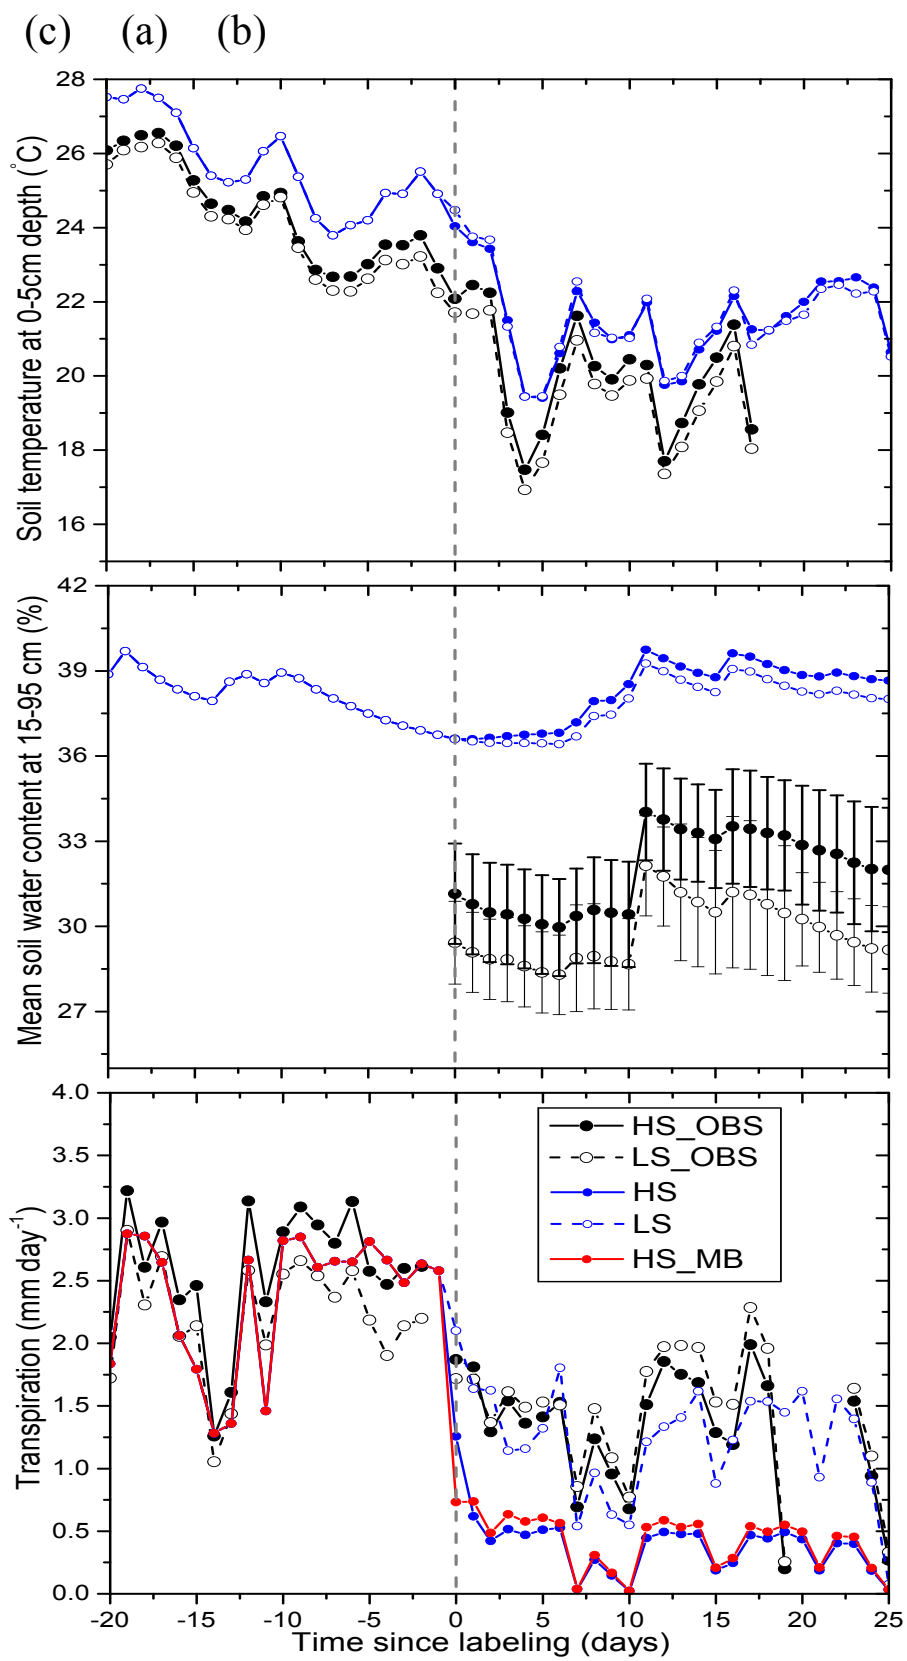 (c) (a) (b)
28
26
24
22
20
18
16
Soil temperature at 0-5cm depth (°C)
42
39
36
33
30
27
Mean soil water content at 15-95 cm (%)
4.0
3.5
3.0
2.5
2.0
1.5
1.0
0.5
0.0
Transpiration (mm day-1)
HS_OBS
LS_OBS
HS
LS
HS_MB
-20 -15 -10 -5 0 5 10 15 20 25
Time since labeling (days)